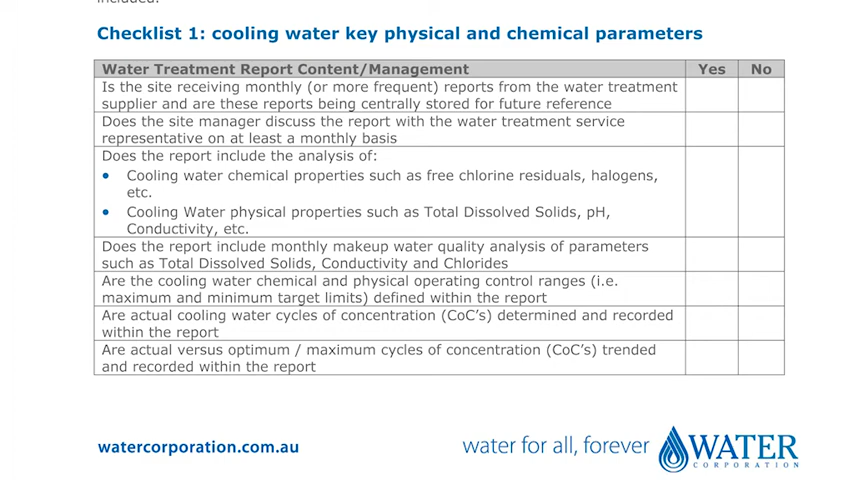 included.
Checklist 1: cooling water key physical and chemical parameters
Water Treatment Report Content/Management Yes No
Is the site receiving monthly (or more frequent) reports from the water treatment
supplier and are these reports being centrally stored for future reference
Does the site manager discuss the report with the water treatment service
representative on at least a monthly basis
Does the report include the analysis of:
• Cooling water chemical properties such as free chlorine residuals, halogens,
etc.
• Cooling Water physical properties such as Total Dissolved Solids, pH,
Conductivity, etc.
Does the report include monthly makeup water quality analysis of parameters
such as Total Dissolved Solids, Conductivity and Chlorides
Are the cooling water chemical and physical operating control ranges (i.e.
maximum and minimum target limits) defined within the report
Are actual cooling water cycles of concentration (CoC's) determined and recorded
within the report
Are actual versus optimum / maximum cycles of concentration (CoC's) trended
and recorded within the report
watercorporation.com.au
water for all, forever
WATER
CORPORATION